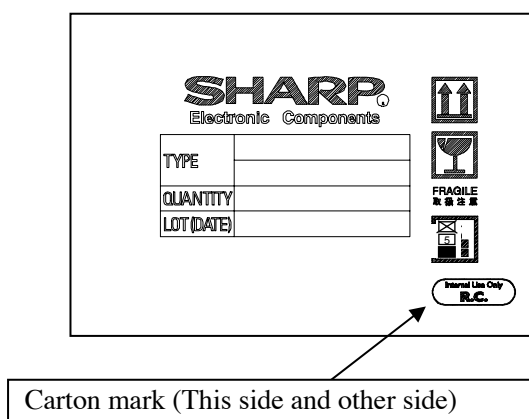 SHARP
Electronic Components
TYPE
QUANTITY
LOT (DATE)
FRAGILE
取扱注意
5
Internal Use Only
R.C.
Carton mark (This side and other side)